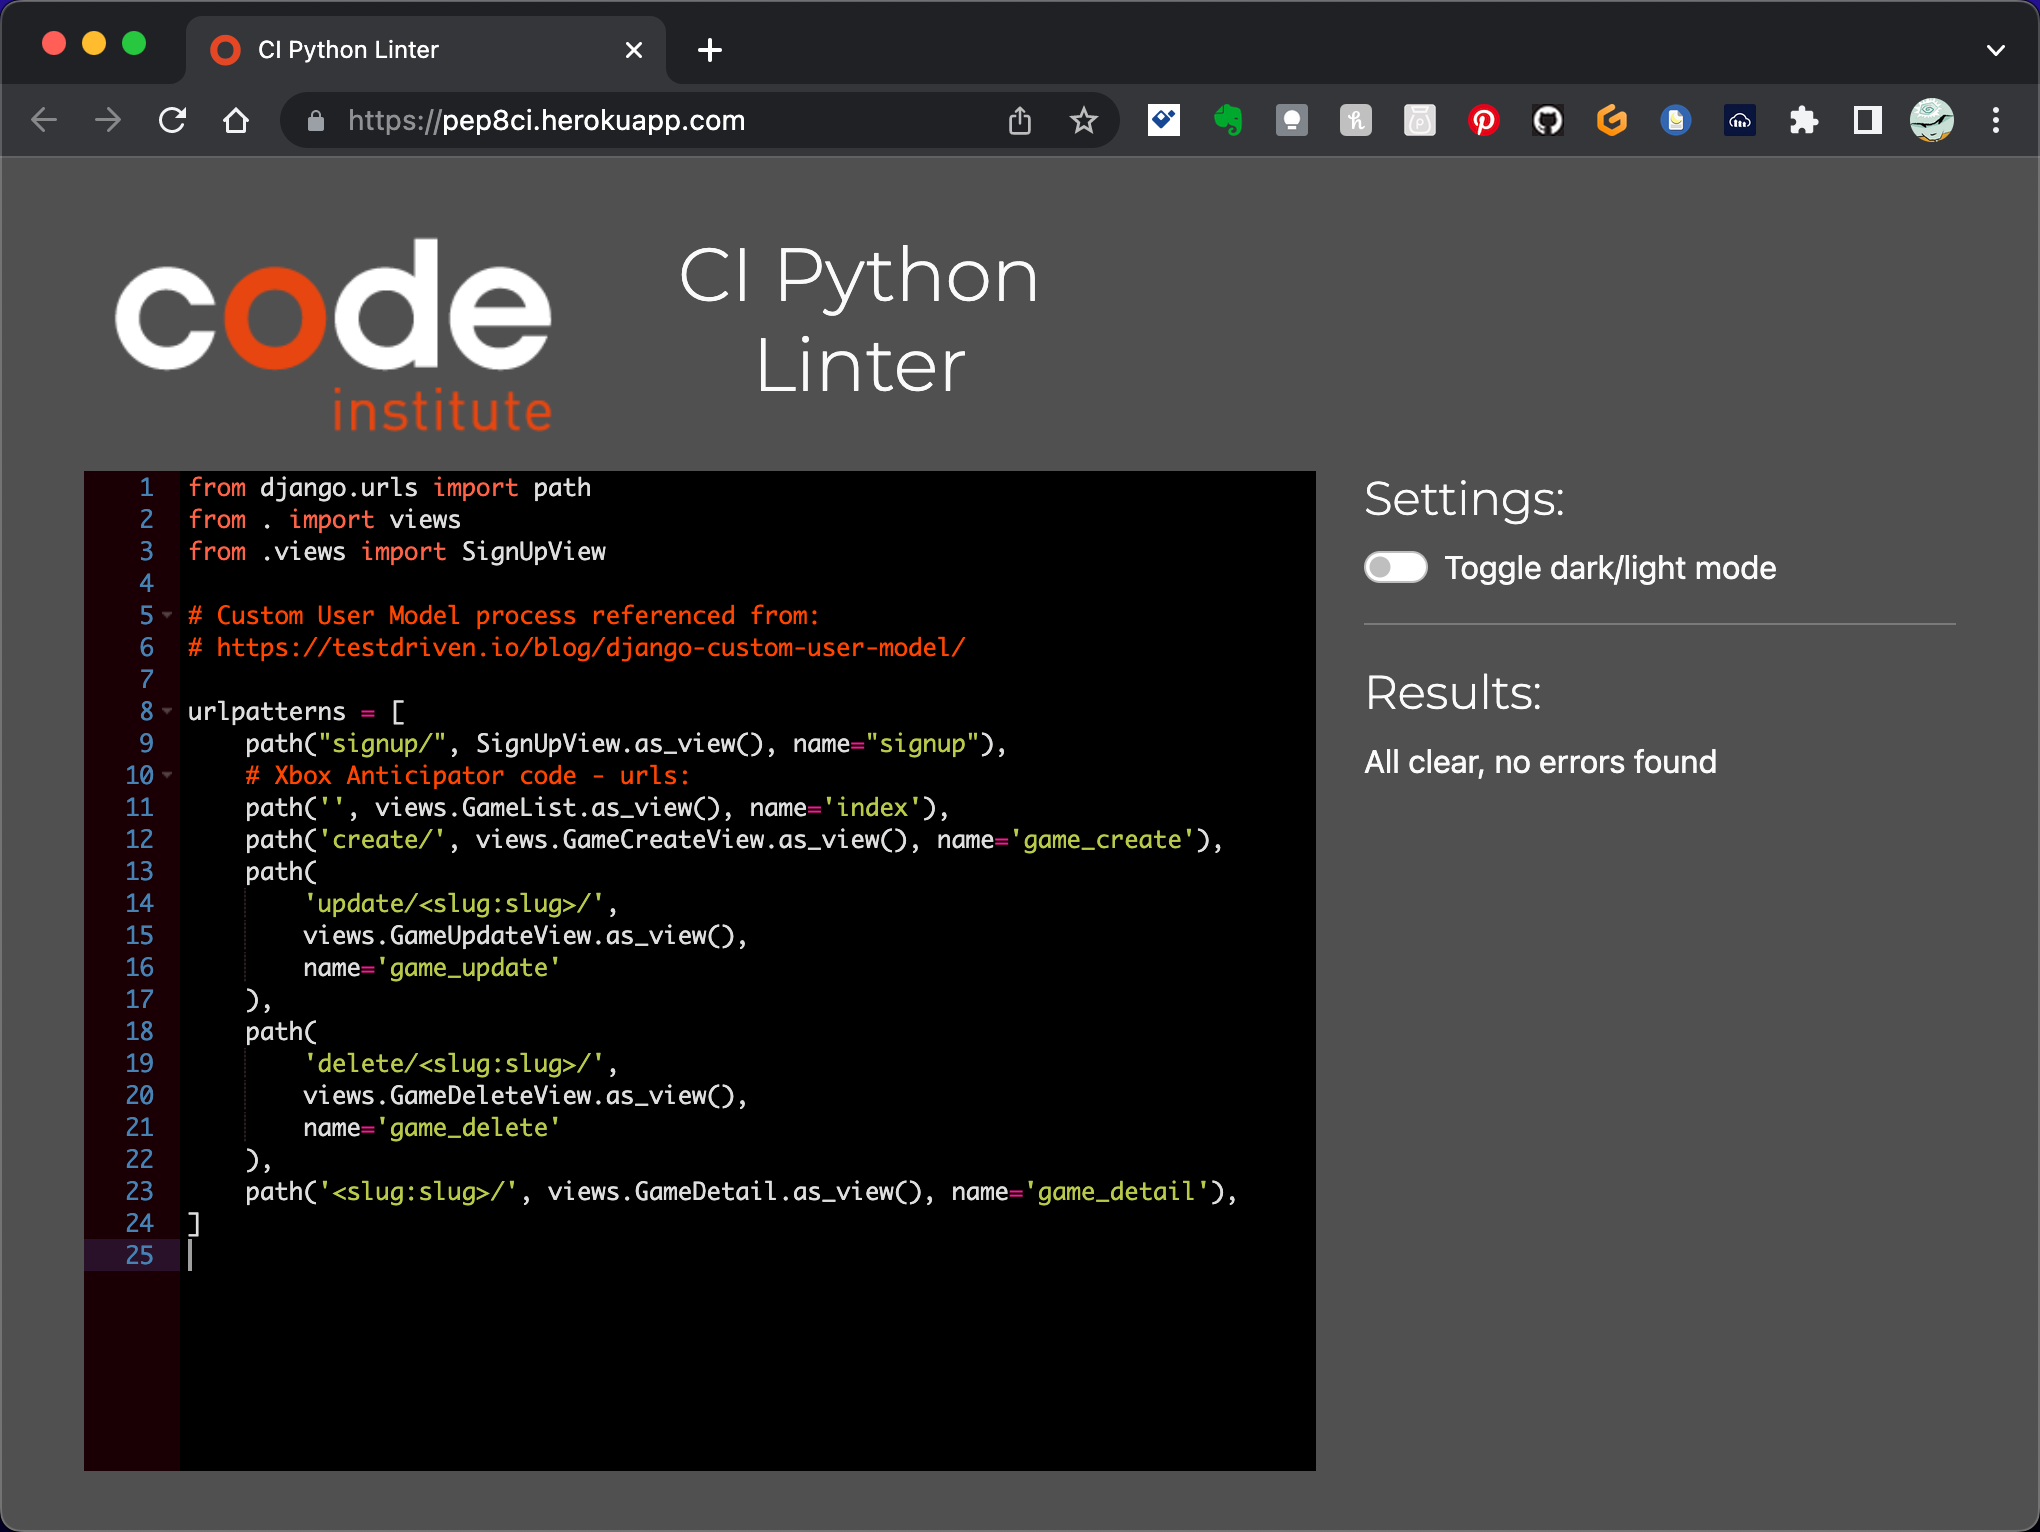 CI Python Linter
https://pep8ci.herokuapp.com
code
institute
CI Python
Linter
1 from django.urls import path
2 from . import views
3 from .views import SignUpView
4
5 # Custom User Model process referenced from:
6 # https://testdriven.io/blog/django-custom-user-model/
7
8 urlpatterns = [
9     path("signup/", SignUpView.as_view(), name="signup"),
10     # Xbox Anticipator code - urls:
11     path('', views.GameList.as_view(), name='index'),
12     path('create/', views.GameCreateView.as_view(), name='game_create'),
13     path(
14         'update/<slug:slug>/',
15         views.GameUpdateView.as_view(),
16         name='game_update'
17     ),
18     path(
19         'delete/<slug:slug>/',
20         views.GameDeleteView.as_view(),
21         name='game_delete'
22     ),
23     path('<slug:slug>/', views.GameDetail.as_view(), name='game_detail'),
24 ]
25
Settings:
Toggle dark/light mode
Results:
All clear, no errors found